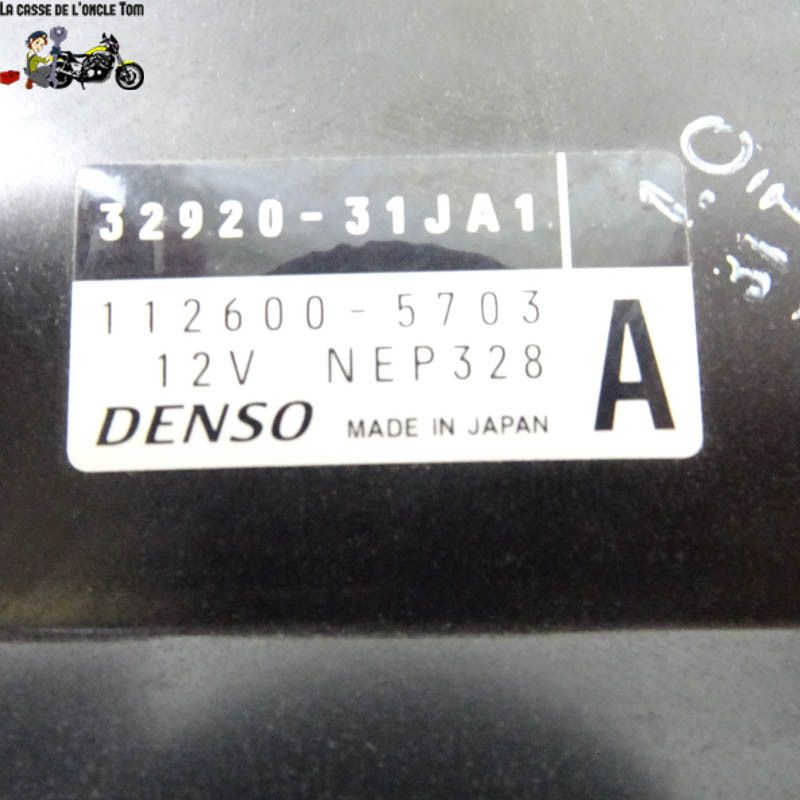 LA CASSE DE L'ONCLE TOM
32920-31JA1
112600-5703
12V NEP328
A
DENSO MADE IN JAPAN